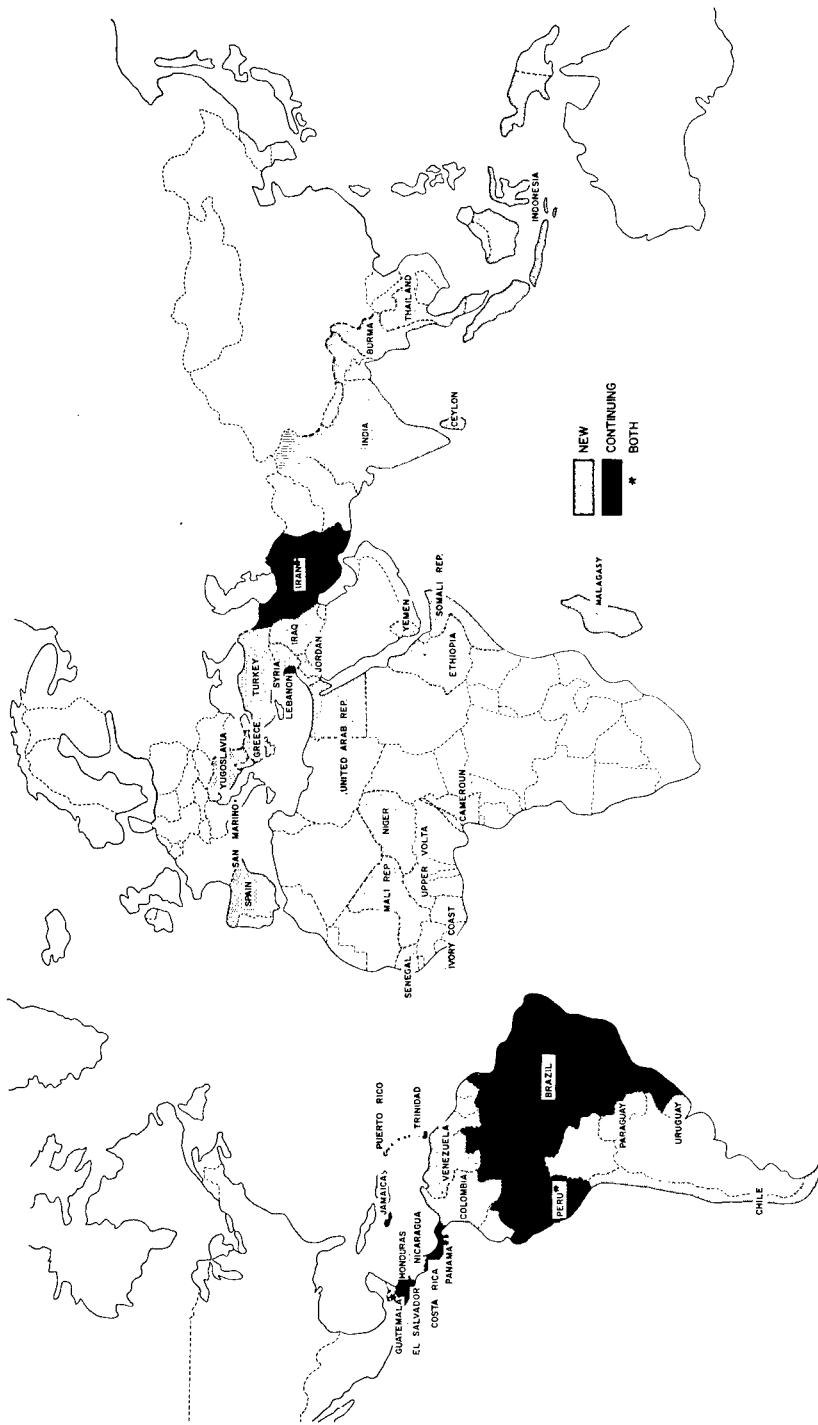 GUATEMALA
EL SALVADOR
COSTA RICA
PANAMA*
HONDURAS
NICARAGUA
JAMAICA
PUERTO RICO
TRINIDAD
VENEZUELA
COLOMBIA
BRAZIL
PERU*
PARAGUAY
URUGUAY
CHILE
SPAIN
SAN MARINO
YUGOSLAVIA
GREECE
TURKEY
SYRIA
LEBANON
IRAQ
JORDAN
IRAN*
UNITED ARAB REP.
YEMEN
SOMALI REP.
ETHIOPIA
SENEGAL
MALI REP.
NIGER
UPPER VOLTA
IVORY COAST
CAMEROUN
MALAGASY
INDIA
CEYLON
BURMA
THAILAND
INDONESIA
NEW
CONTINUING
* BOTH